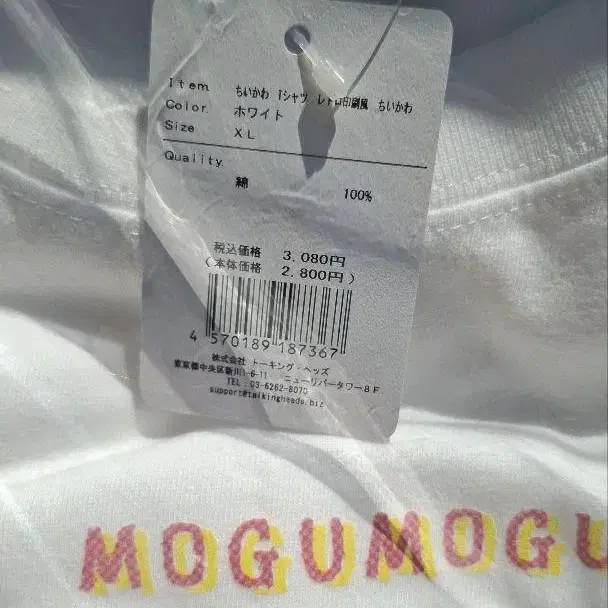 Item ちいかわ Tシャツ レトロ印刷風 ちいかわ
Color. ホワイト
Size XL
Quality.
綿 100%
税込価格 3,080円
(本体価格 2,800円)
4 570189 187367
株式会社 トーキング・ヘッズ
東京都中央区新川1-6-11 ニューリバータワー8F
TEL:03-6262-8070
support@talkingheads.biz
MOGUMOGU